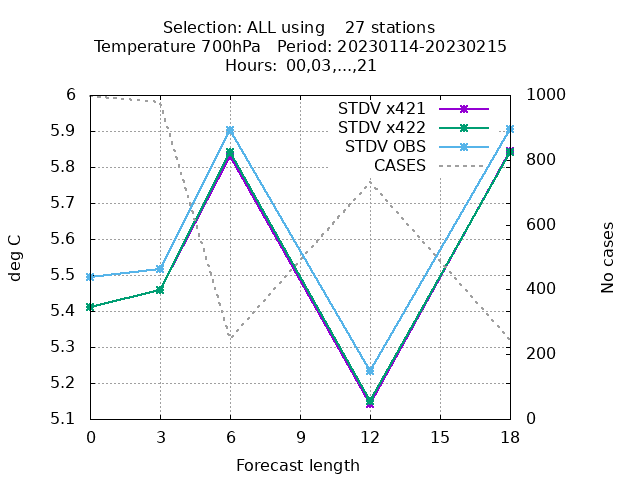 Selection: ALL using    27 stations
Temperature 700hPa   Period: 20230114-20230215
Hours: 00,03,...,21
STDV x421
STDV x422
STDV OBS
CASES
6
5.9
5.8
5.7
5.6
5.5
5.4
5.3
5.2
5.1
deg C
1000
800
600
400
200
0
No cases
0 3 6 9 12 15 18
Forecast length